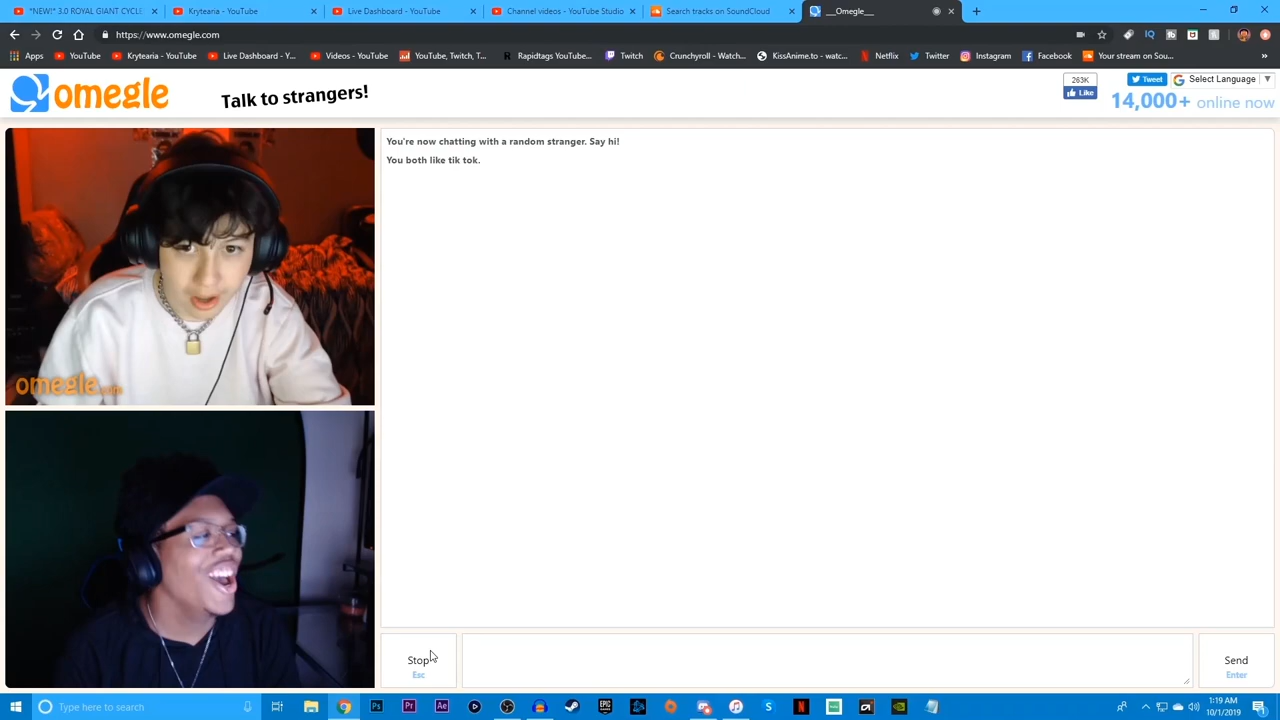 *NEW!* 3.0 ROYAL GIANT CYCLE
Krytearia - YouTube
Live Dashboard - YouTube
Channel videos - YouTube Studio
Search tracks on SoundCloud
__Omegle__
https://www.omegle.com
Apps
YouTube
Krytearia - YouTube
Live Dashboard - Y...
Videos - YouTube
YouTube, Twitch, T...
Rapidtags YouTube...
Twitch
Crunchyroll - Watch...
KissAnime.to - watc...
Netflix
Twitter
Instagram
Facebook
Your stream on Sou...
omegle
Talk to strangers!
263K
Like
Tweet
Select Language
14,000+ online now
You're now chatting with a random stranger. Say hi!
You both like tik tok.
omegle.com
Stop
Esc
Send
Enter
Type here to search
1:19 AM
10/1/2019